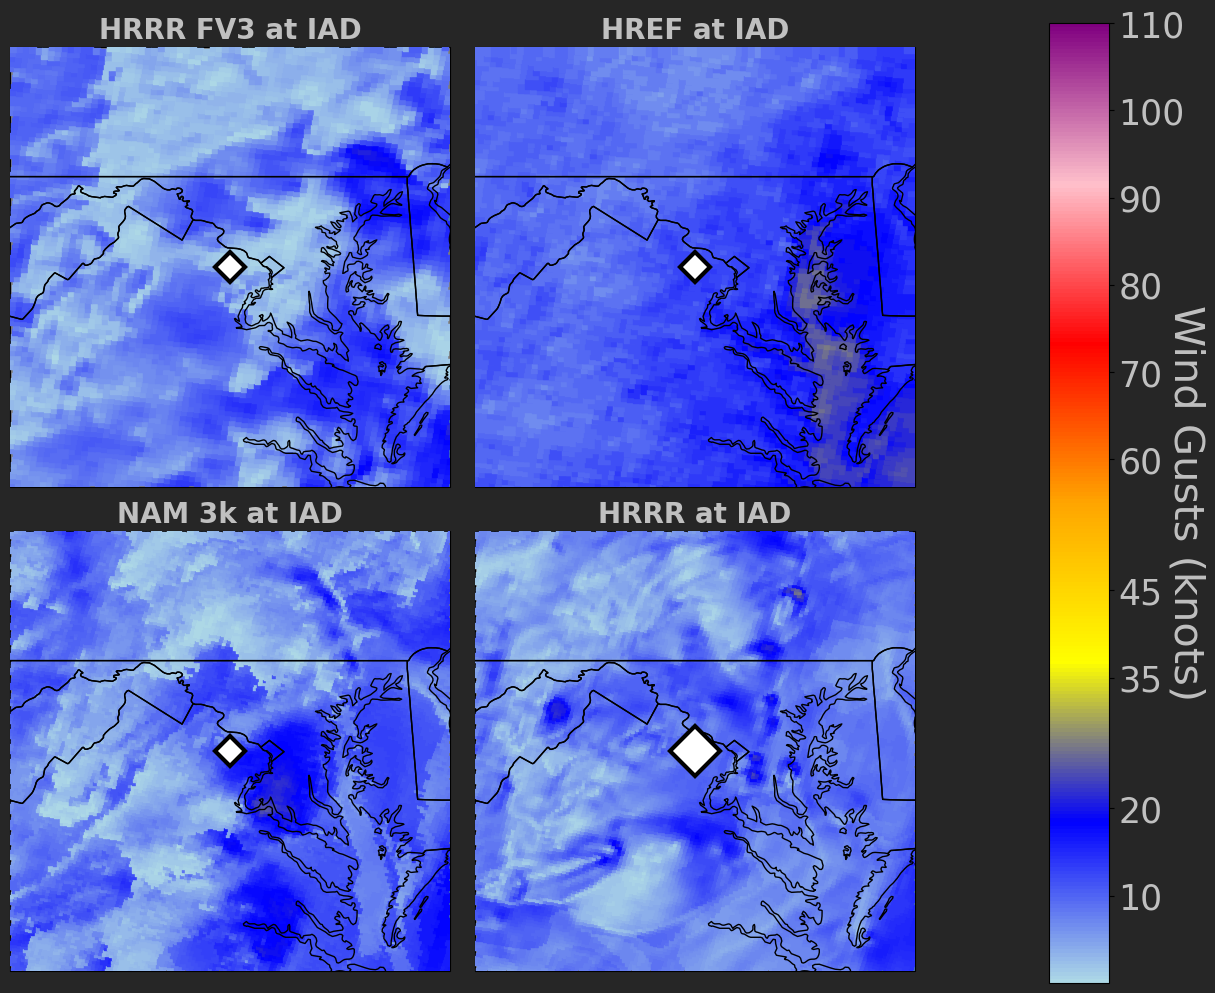 HRRR FV3 at IAD
HREF at IAD
NAM 3k at IAD
HRRR at IAD
110
100
90
80
70
60
45
35
20
10
Wind Gusts (knots)